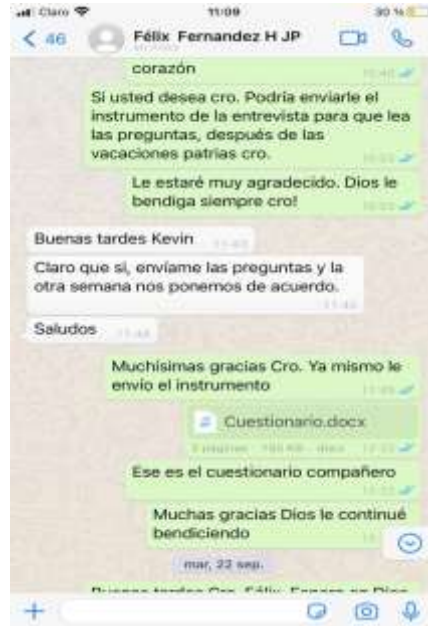 Claro
11:09
30 %
46
Félix Fernandez H JP
corazón
Si usted desea cro. Podría enviarle el
instrumento de la entrevista para que lea
las preguntas, después de las
vacaciones patrias cro.
Le estaré muy agradecido. Dios le
bendiga siempre cro!
Buenas tardes Kevin
Claro que si, envíame las preguntas y la
otra semana nos ponemos de acuerdo.
Saludos
Muchísimas gracias Cro. Ya mismo le
envío el instrumento
Cuestionario.docx
Ese es el cuestionario compañero
Muchas gracias Dios le continué
bendiciendo
mar, 22 sep.